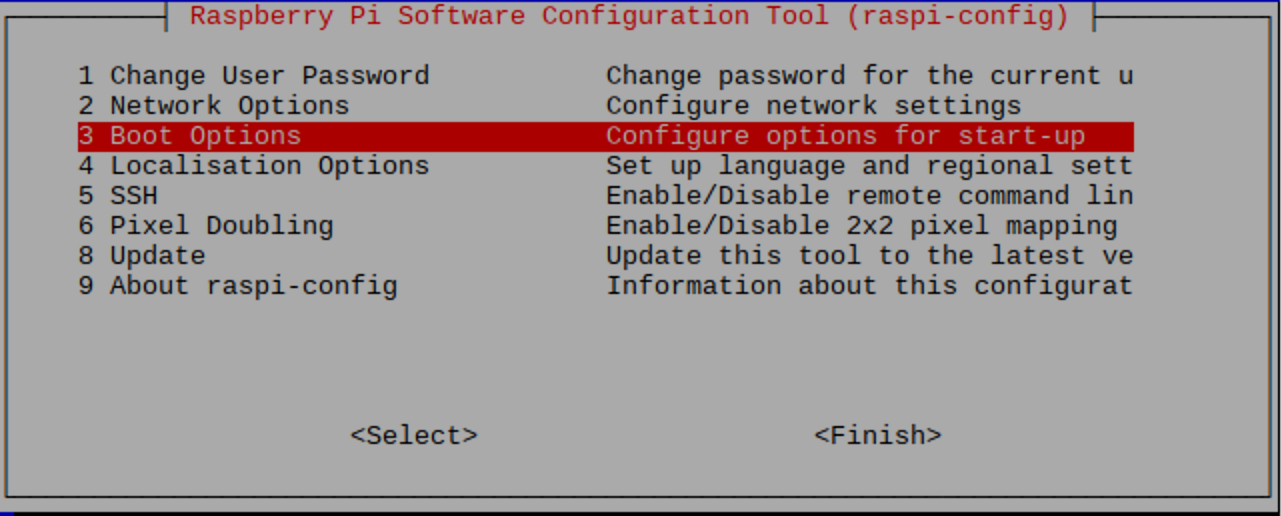 Raspberry Pi Software Configuration Tool (raspi-config)
1 Change User Password Change password for the current u
2 Network Options Configure network settings
3 Boot Options Configure options for start-up
4 Localisation Options Set up language and regional sett
5 SSH Enable/Disable remote command lin
6 Pixel Doubling Enable/Disable 2x2 pixel mapping
8 Update Update this tool to the latest ve
9 About raspi-config Information about this configurat
<Select> <Finish>